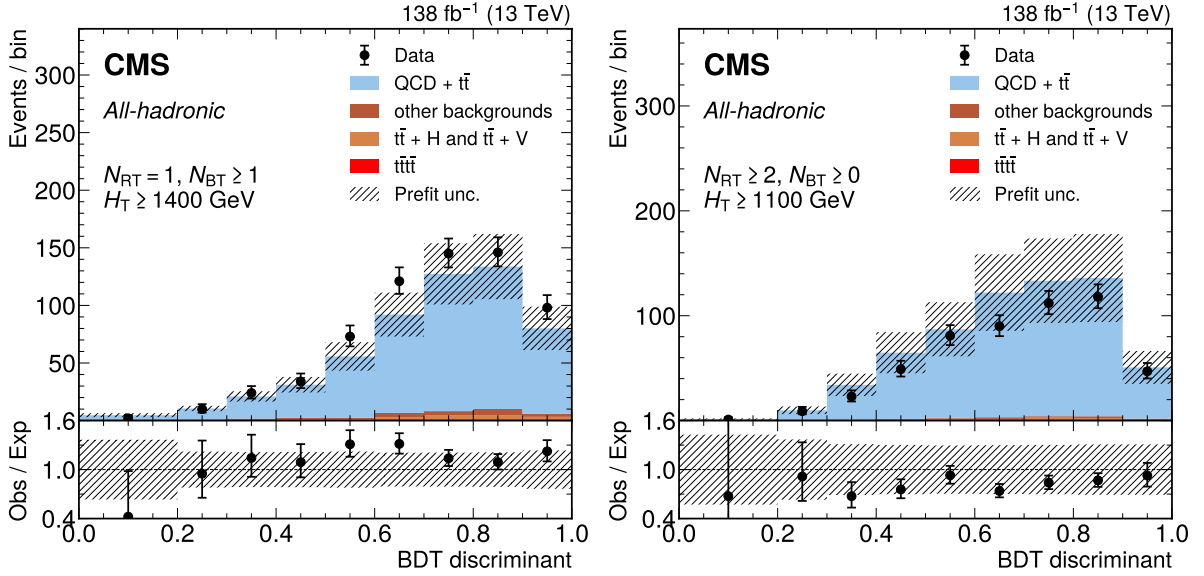 138 fb⁻¹ (13 TeV)
Events / bin
300
250
200
150
100
50
CMS
All-hadronic
N_RT = 1, N_BT ≥ 1
H_T ≥ 1400 GeV
Data
QCD + tt̄
other backgrounds
tt̄ + H and tt̄ + V
tt̄tt̄
Prefit unc.
Obs / Exp
1.6
1.0
0.4
0.0 0.2 0.4 0.6 0.8 1.0
BDT discriminant
138 fb⁻¹ (13 TeV)
Events / bin
300
200
100
CMS
All-hadronic
N_RT ≥ 2, N_BT ≥ 0
H_T ≥ 1100 GeV
Data
QCD + tt̄
other backgrounds
tt̄ + H and tt̄ + V
tt̄tt̄
Prefit unc.
Obs / Exp
1.6
1.0
0.4
0.0 0.2 0.4 0.6 0.8 1.0
BDT discriminant